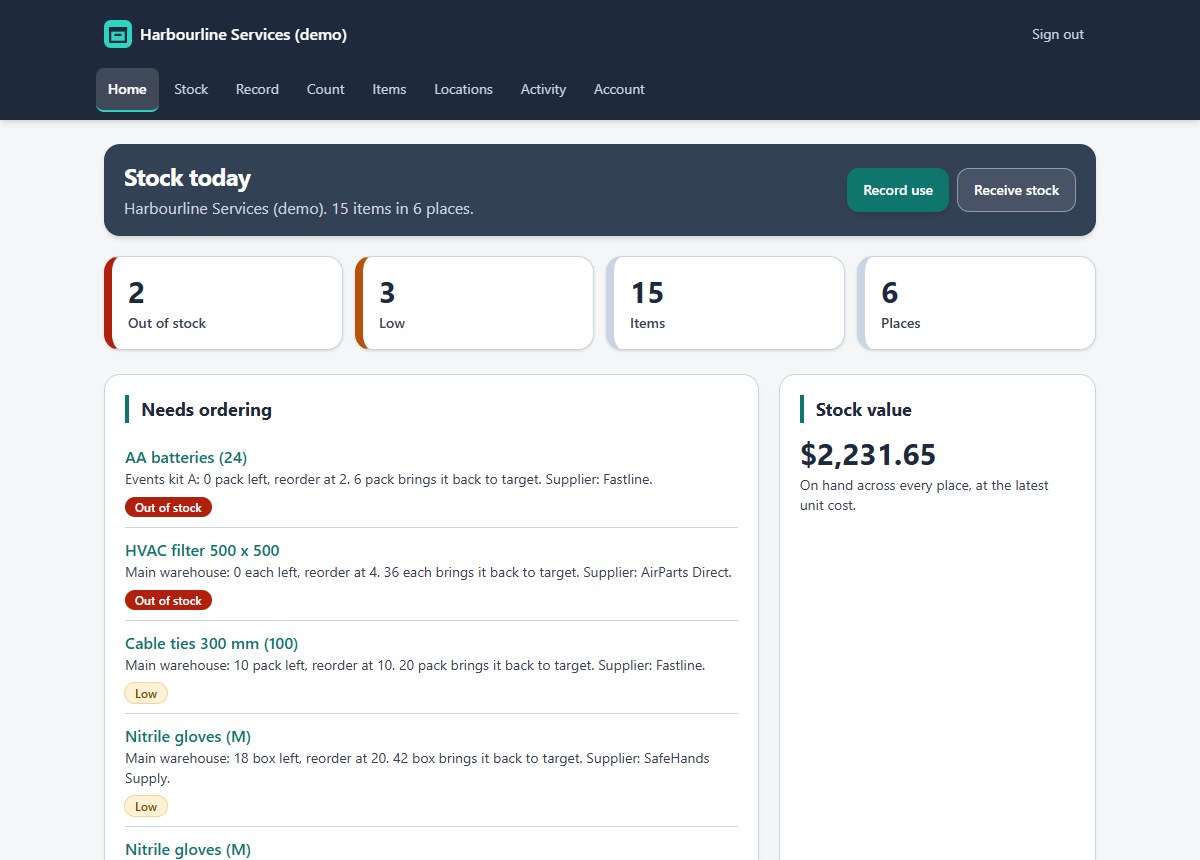 Harbourline Services (demo)
Sign out
Home
Stock
Record
Count
Items
Locations
Activity
Account
Stock today
Harbourline Services (demo). 15 items in 6 places.
Record use
Receive stock
2
Out of stock
3
Low
15
Items
6
Places
Needs ordering
AA batteries (24)
Events kit A: 0 pack left, reorder at 2. 6 pack brings it back to target. Supplier: Fastline.
Out of stock
HVAC filter 500 x 500
Main warehouse: 0 each left, reorder at 4. 36 each brings it back to target. Supplier: AirParts Direct.
Out of stock
Cable ties 300 mm (100)
Main warehouse: 10 pack left, reorder at 10. 20 pack brings it back to target. Supplier: Fastline.
Low
Nitrile gloves (M)
Main warehouse: 18 box left, reorder at 20. 42 box brings it back to target. Supplier: SafeHands
Supply.
Low
Nitrile gloves (M)
Stock value
$2,231.65
On hand across every place, at the latest
unit cost.